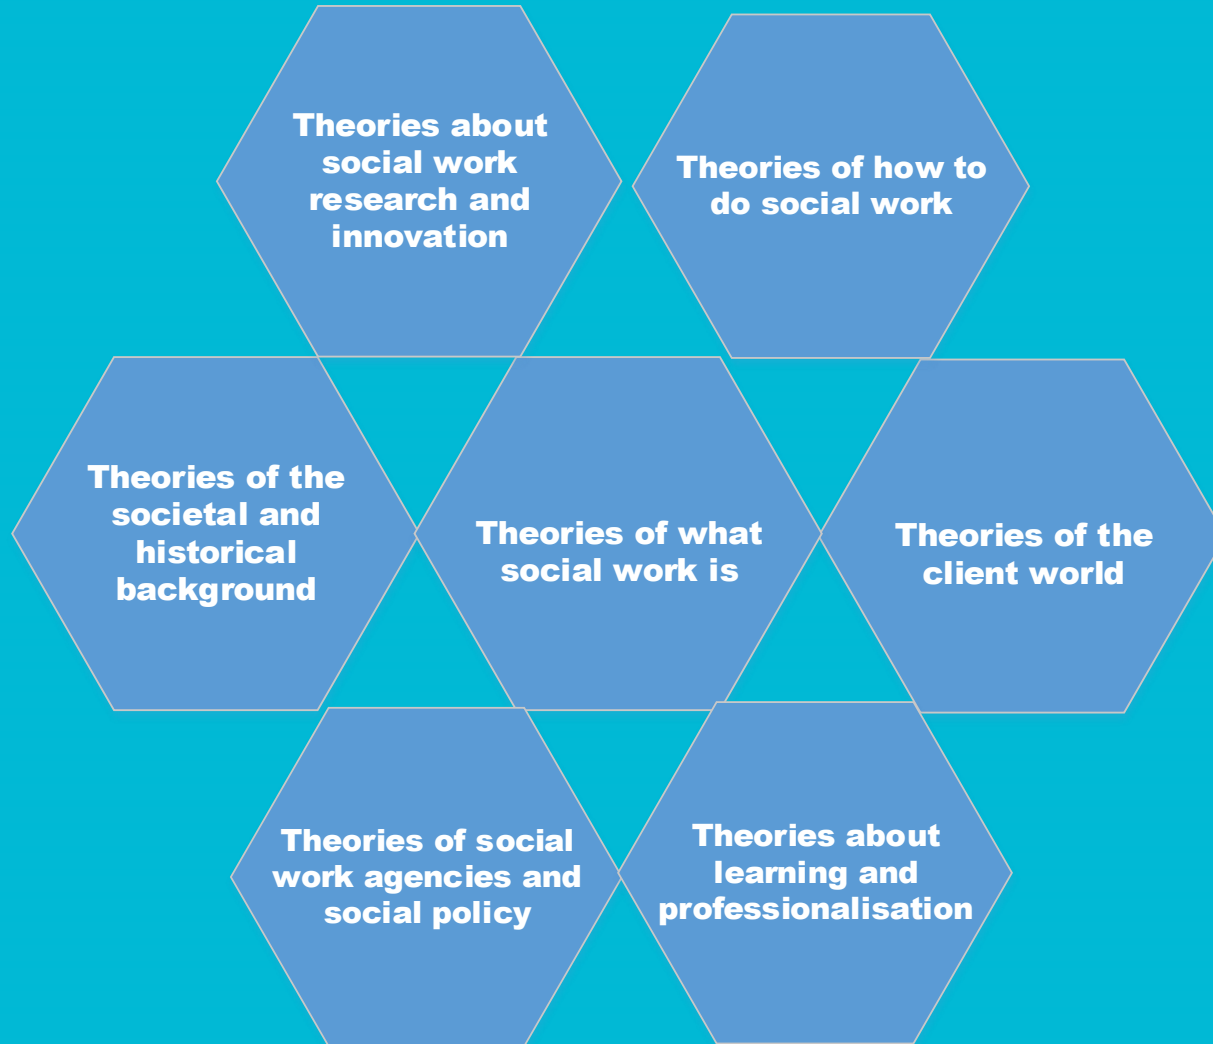 Theories about
social work
research and
innovation
Theories of how to
do social work
Theories of the
societal and
historical
background
Theories of what
social work is
Theories of the
client world
Theories of social
work agencies and
social policy
Theories about
learning and
professionalisation